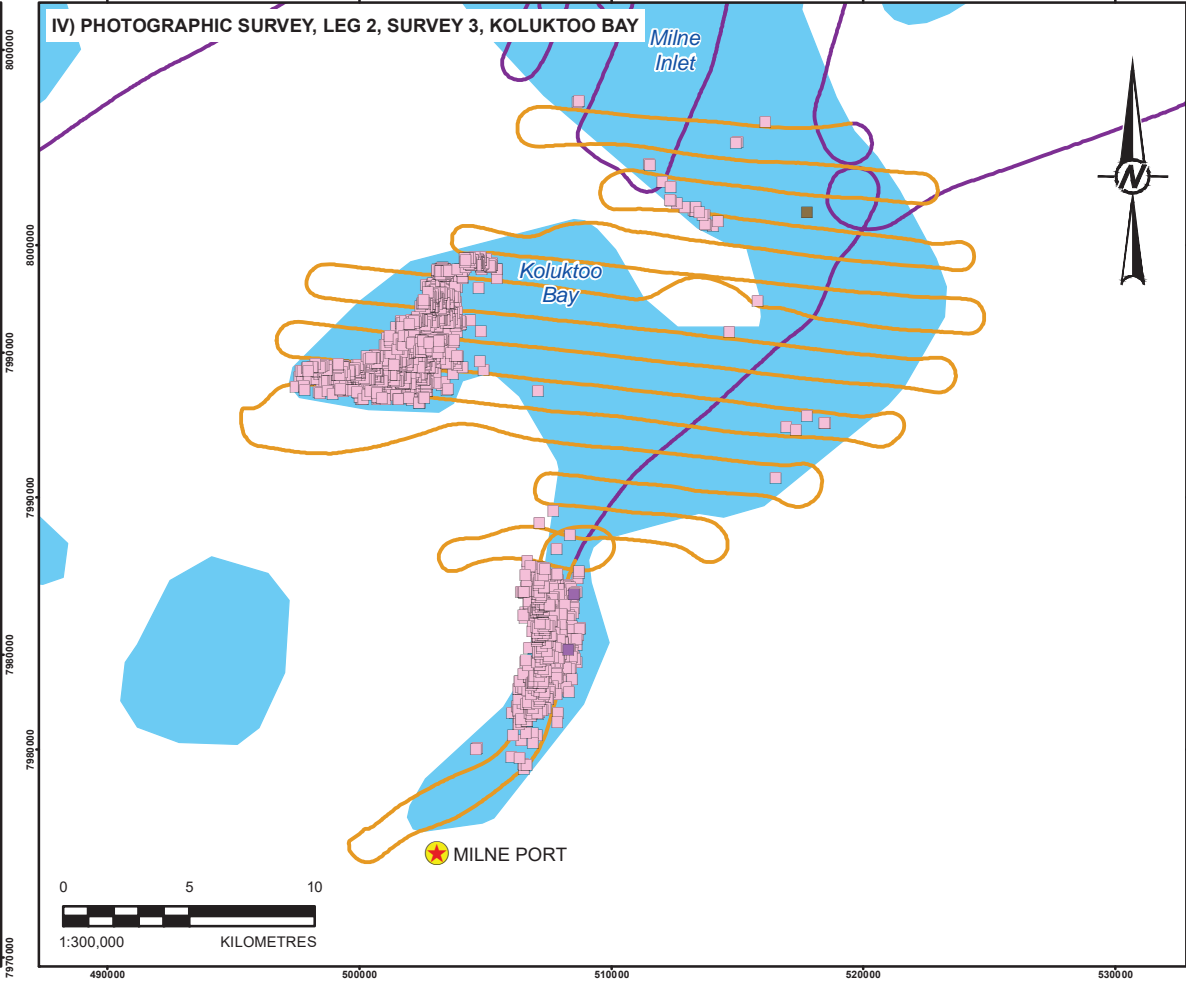 IV) PHOTOGRAPHIC SURVEY, LEG 2, SURVEY 3, KOLUKTOO BAY
Milne
Inlet
N
Koluktoo
Bay
MILNE PORT
0 5 10
1:300,000 KILOMETRES
8000000
8000000
7990000
7990000
7980000
7980000
7970000
490000 500000 510000 520000 530000